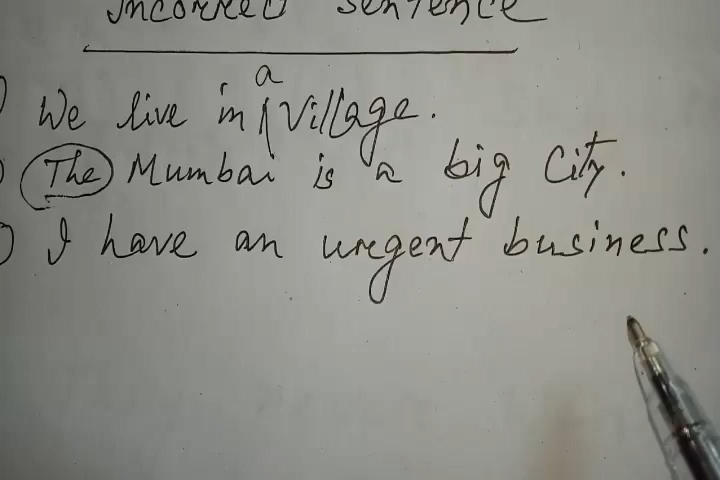 Incorrect sentence
a
) We live in Village.
) The Mumbai is a big City.
) I have an urgent business.